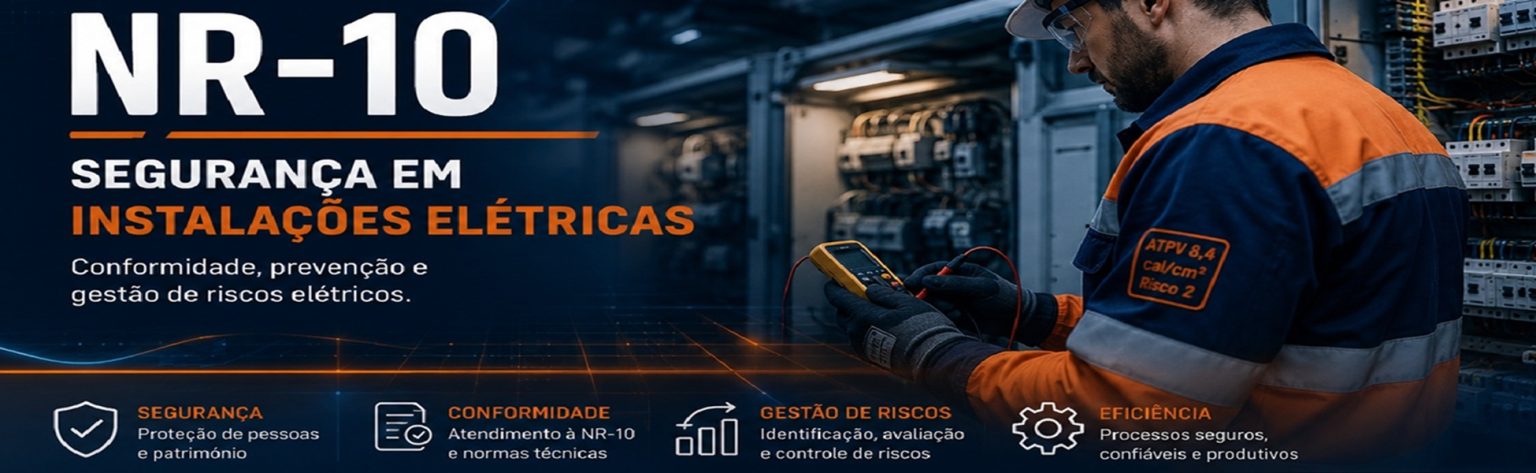 NR-10
SEGURANÇA EM
INSTALAÇÕES ELÉTRICAS
Conformidade, prevenção e
gestão de riscos elétricos.
ATPV 8,4
cal/cm²
Risco 2
SEGURANÇA
Proteção de pessoas
e patrimônio
CONFORMIDADE
Atendimento à NR-10
e normas técnicas
GESTÃO DE RISCOS
Identificação, avaliação
e controle de riscos
EFICIÊNCIA
Processos seguros,
confiáveis e produtivos